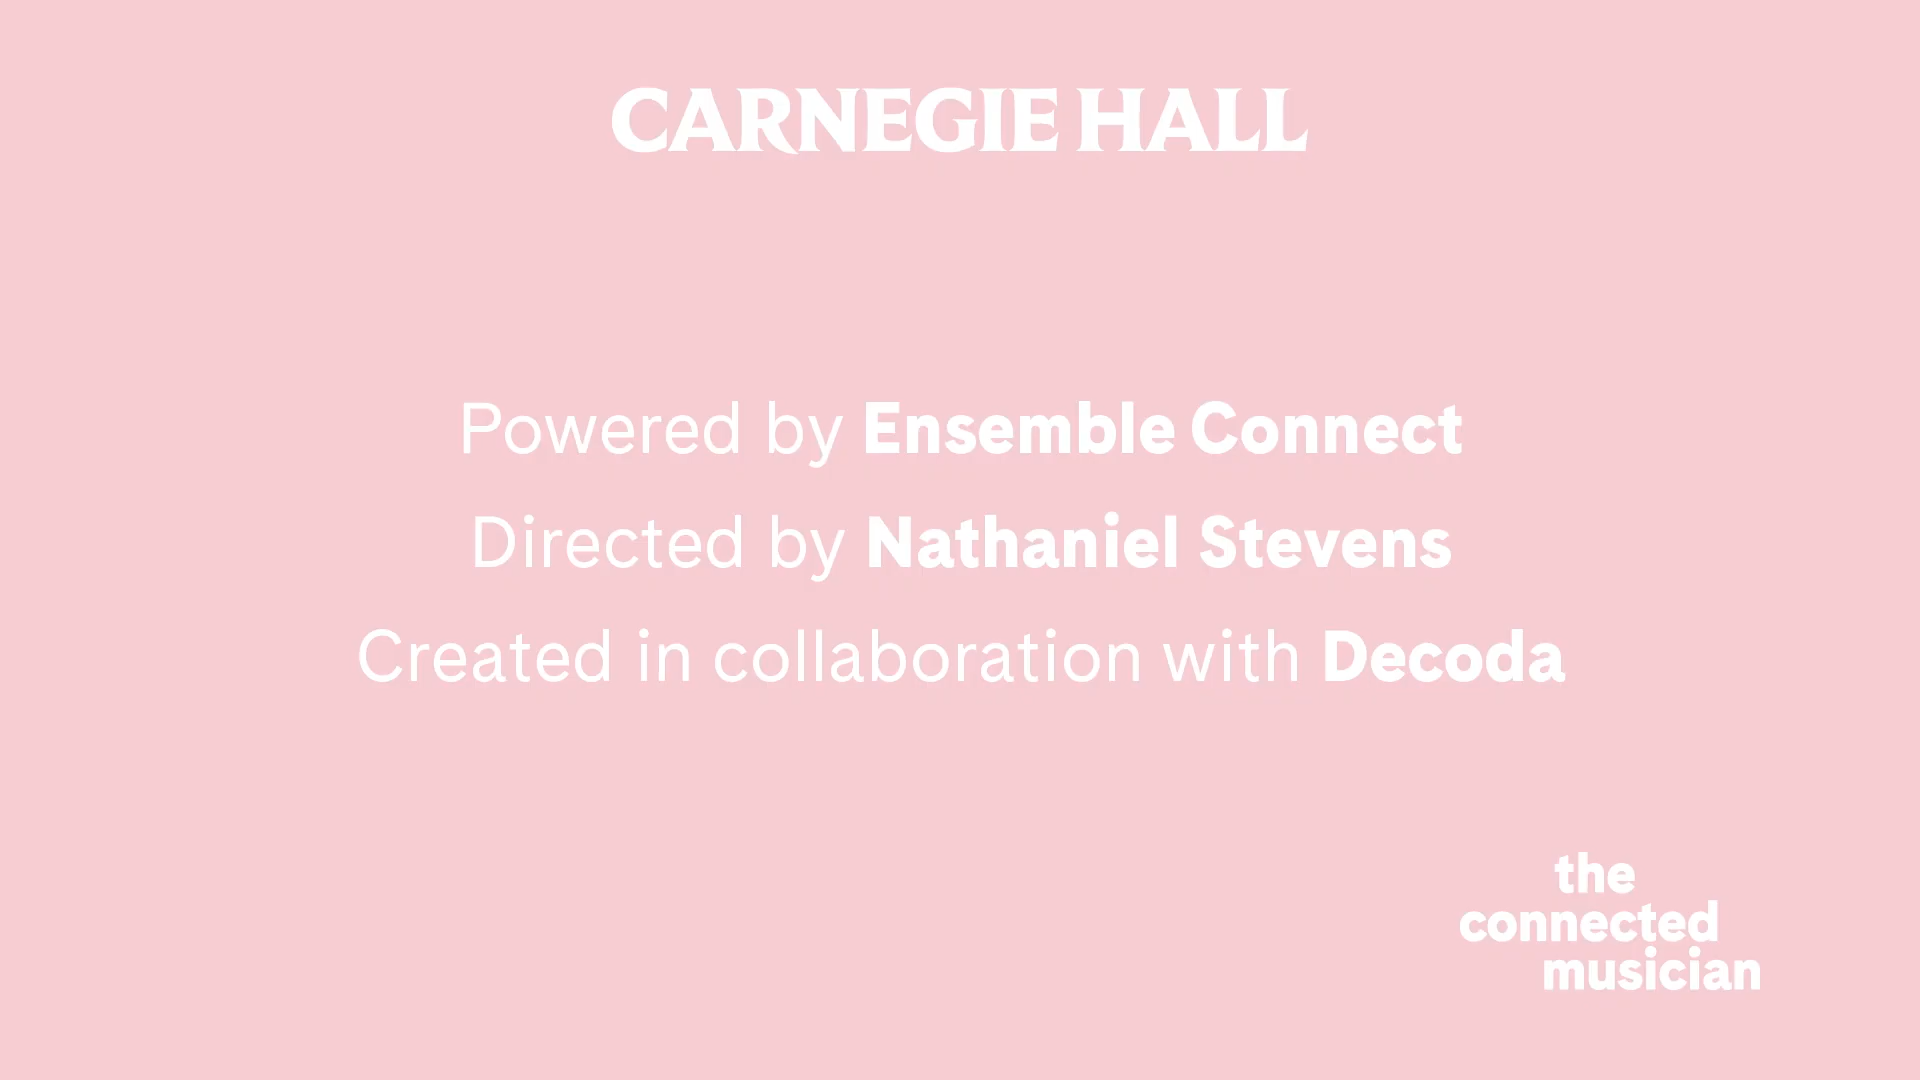 CARNEGIE HALL
Powered by Ensemble Connect
Directed by Nathaniel Stevens
Created in collaboration with Decoda
the
connected
musician